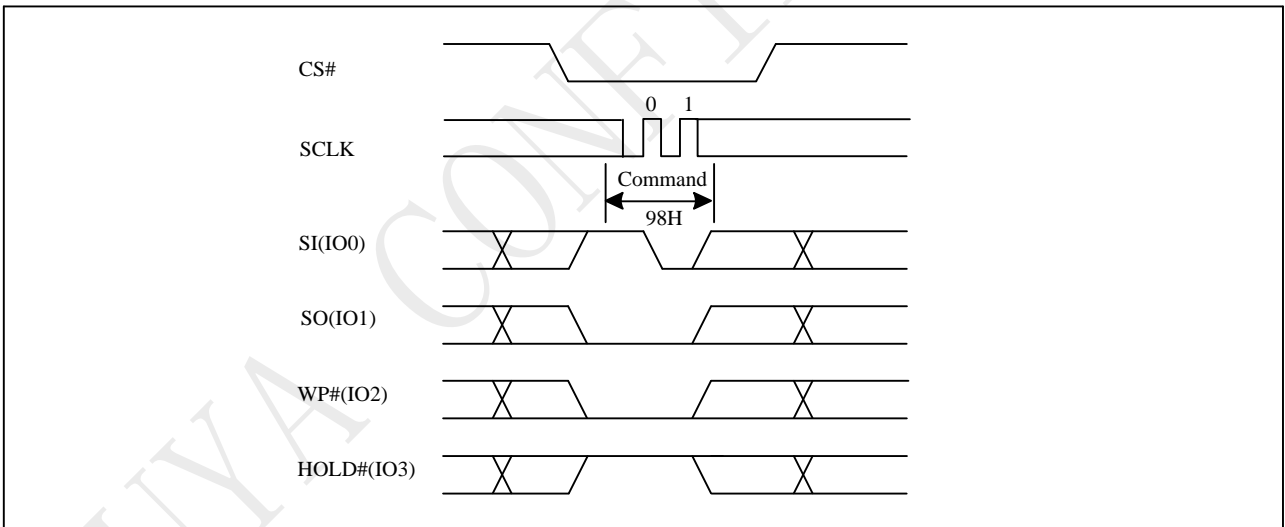 CS#
0 1
SCLK
Command
98H
SI(IO0)
SO(IO1)
WP#(IO2)
HOLD#(IO3)